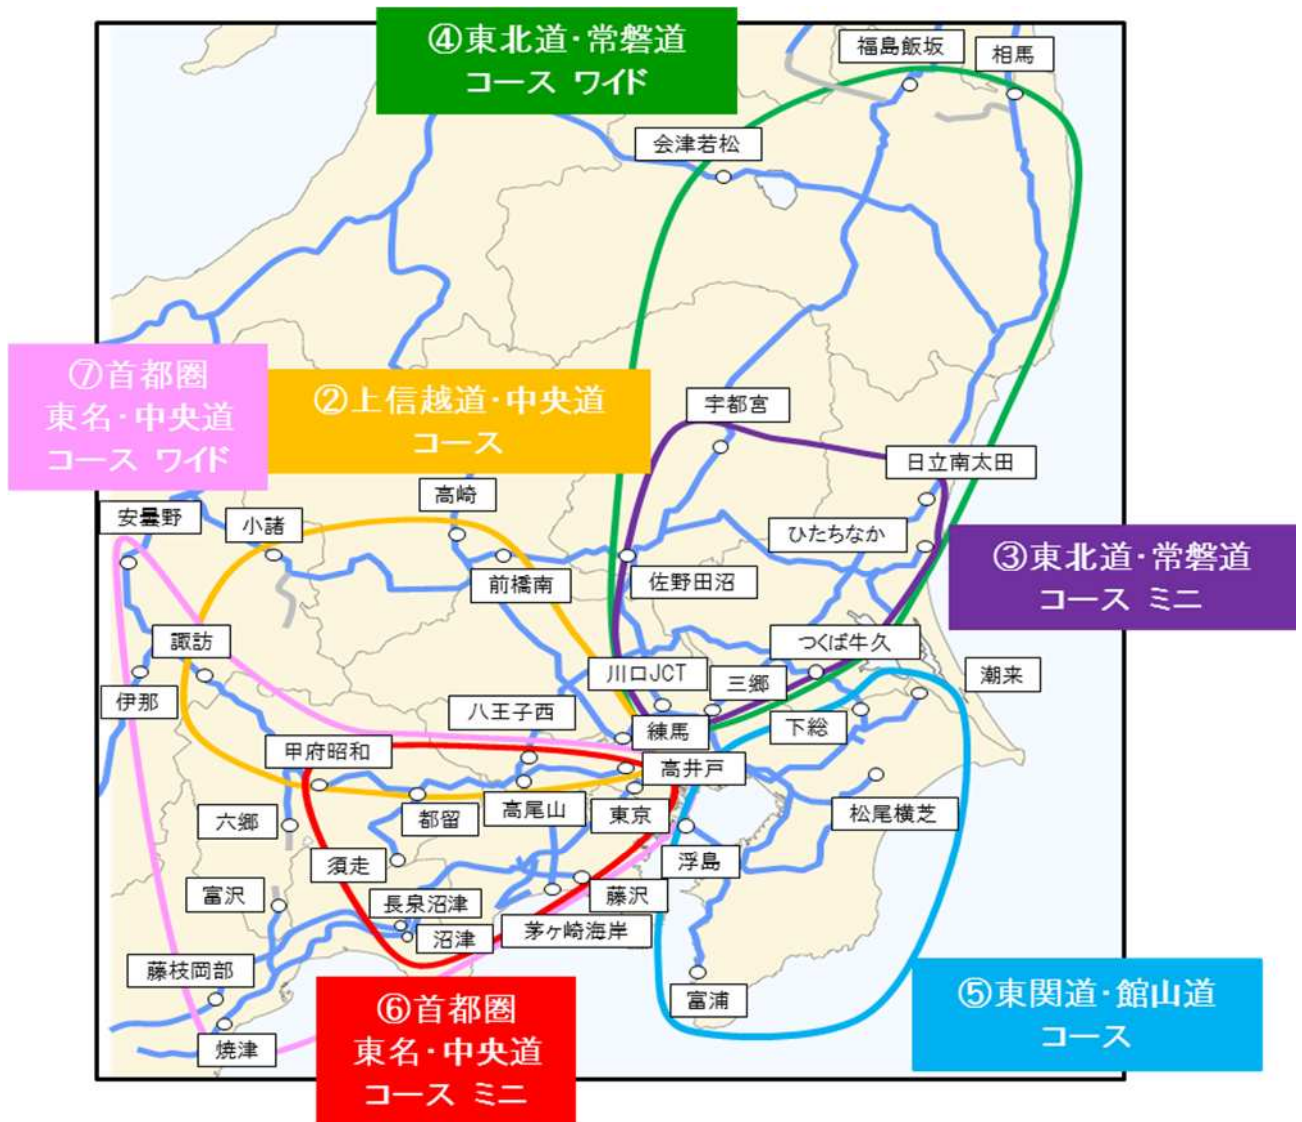 ④東北道・常磐道
コース ワイド
福島飯坂
相馬
会津若松
⑦首都圏
東名・中央道
コース ワイド
②上信越道・中央道
コース
宇都宮
日立南太田
高崎
安曇野
小諸
ひたちなか
③東北道・常磐道
コース ミニ
前橋南
佐野田沼
諏訪
つくば牛久
川口JCT
三郷
潮来
伊那
八王子西
練馬
下総
甲府昭和
高井戸
六郷
都留
高尾山
東京
松尾横芝
須走
浮島
富沢
長泉沼津
藤沢
沼津
茅ヶ崎海岸
藤枝岡部
富浦
⑤東関道・館山道
コース
⑥首都圏
東名・中央道
コース ミニ
焼津